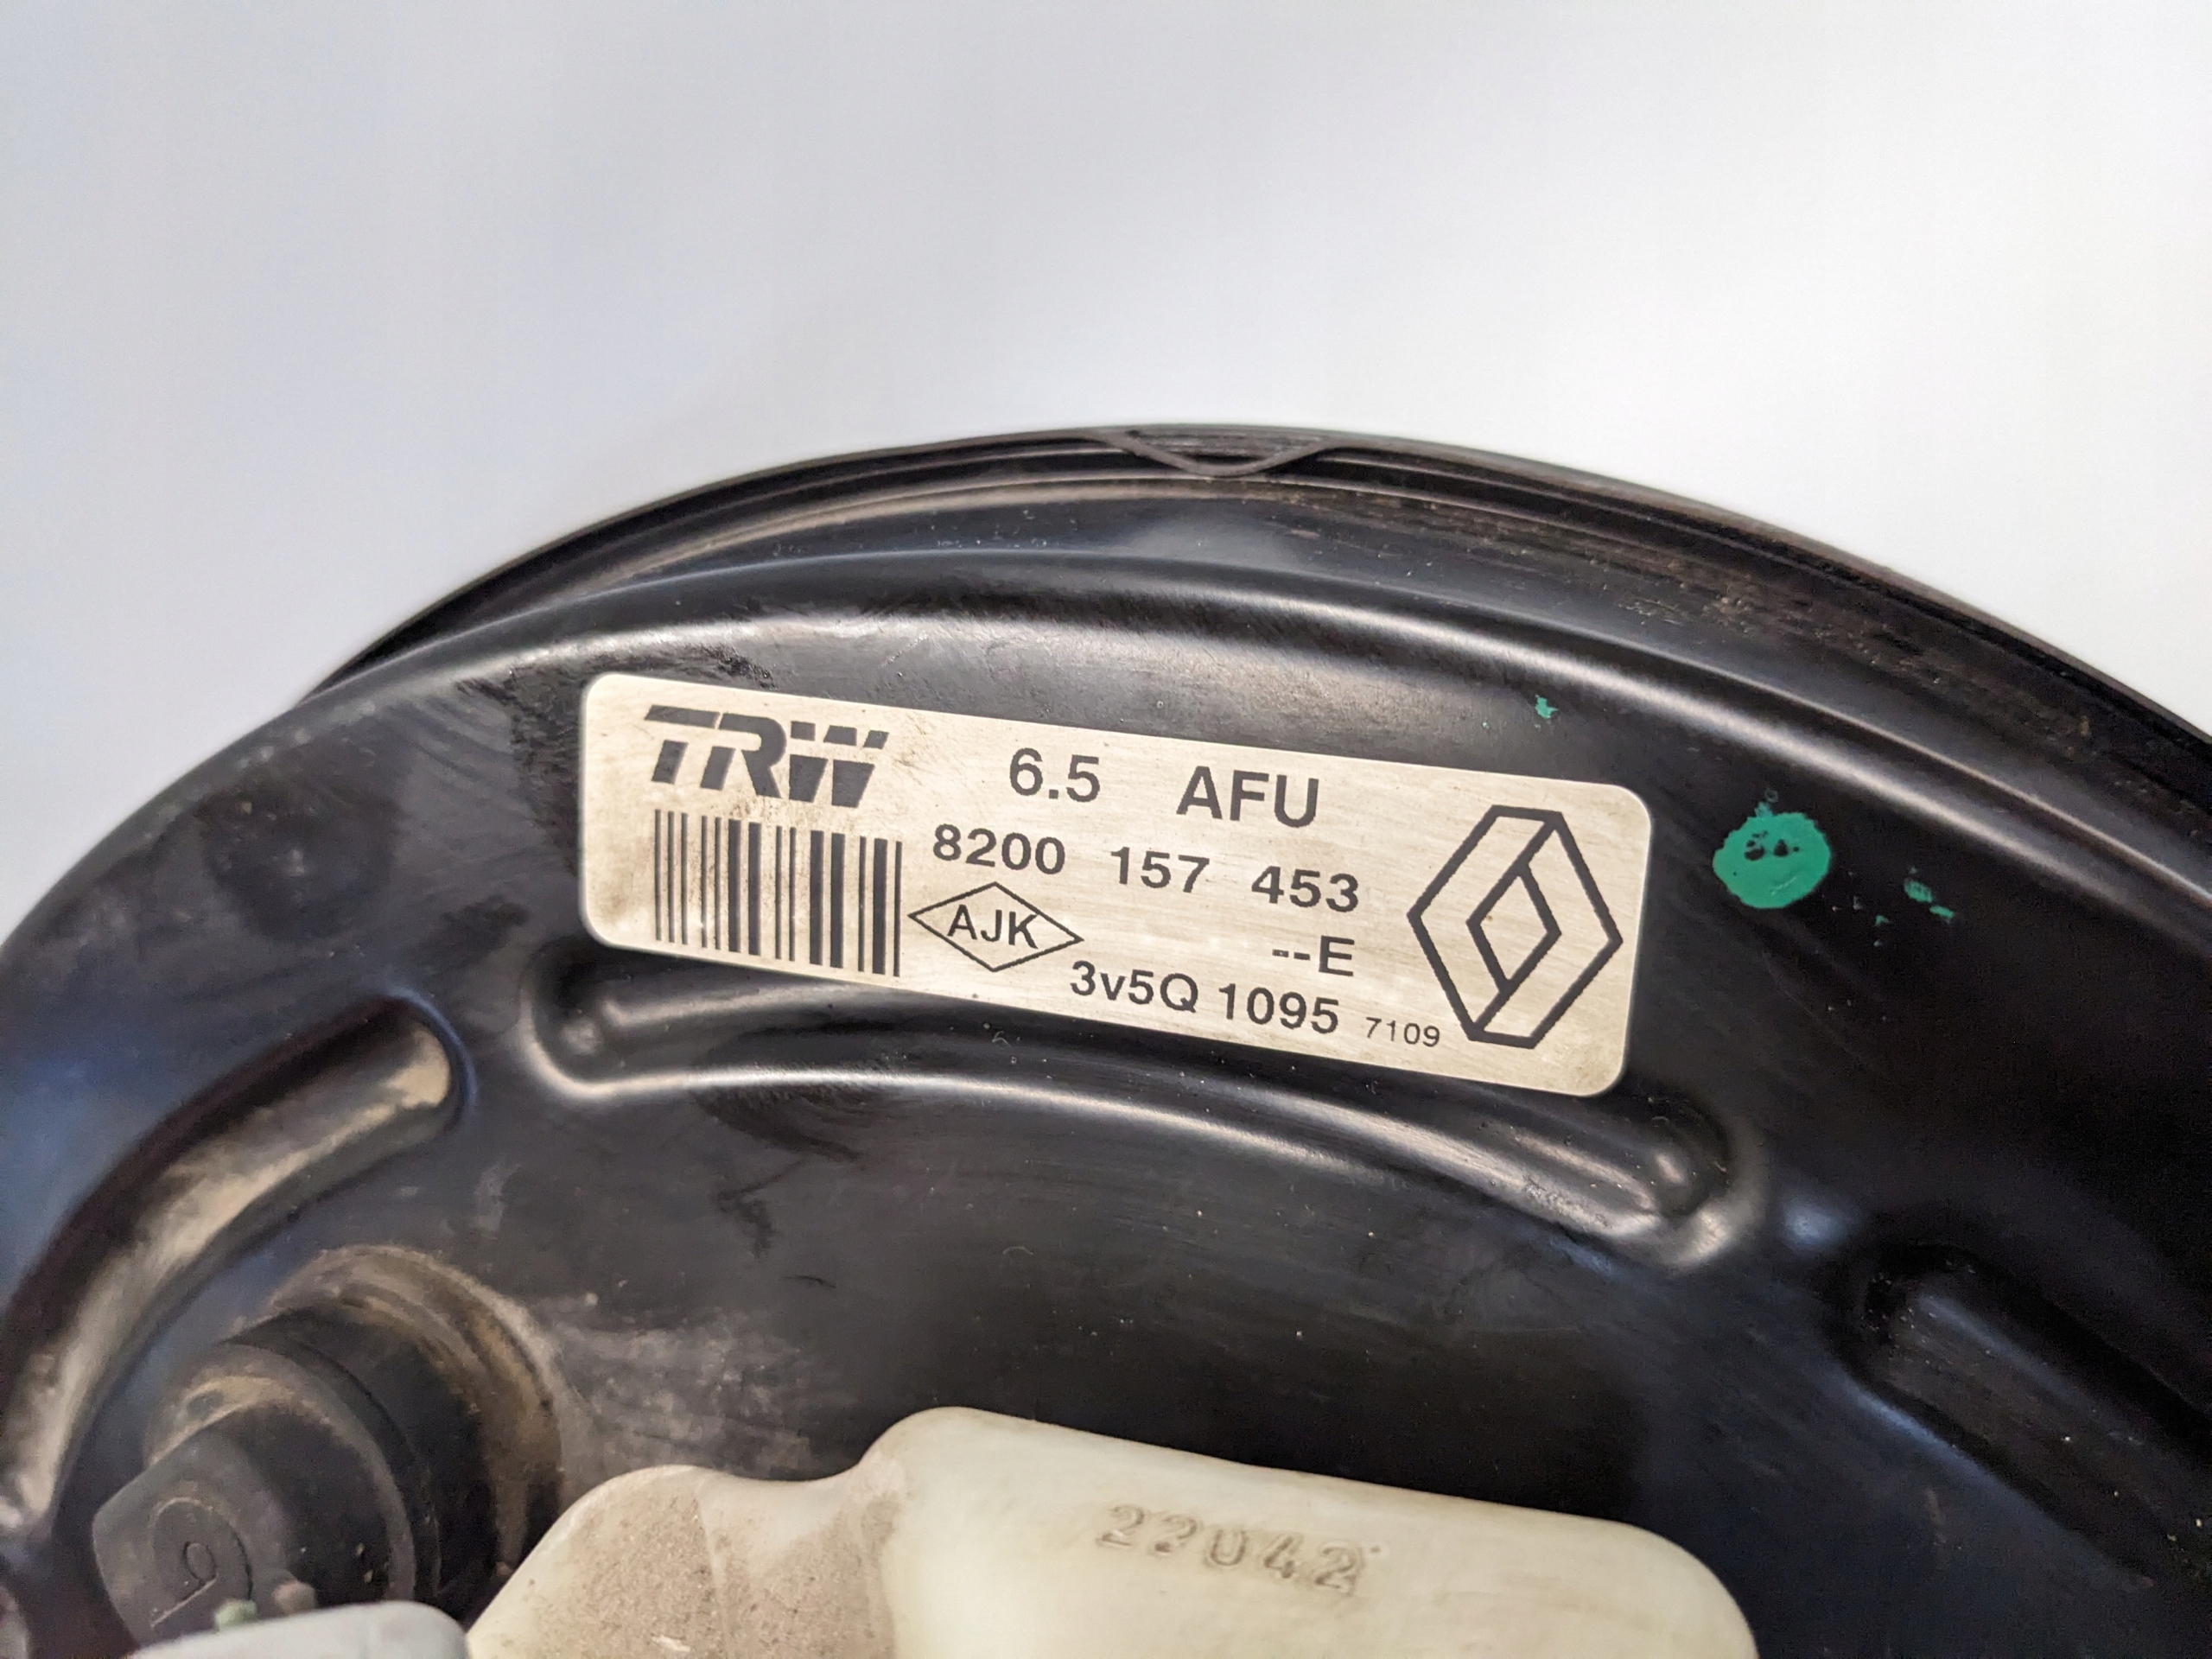 TRW 6.5 AFU
8200 157 453
AJK --E
3v5Q 1095 7109
22042